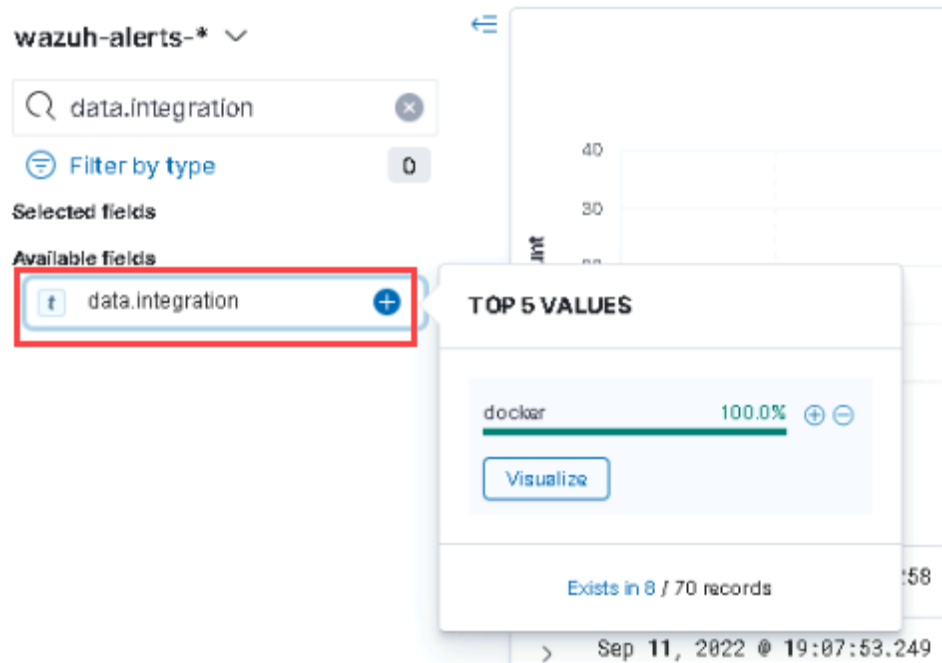 wazuh-alerts-*
data.integration
Filter by type 0
Selected fields
Available fields
t data.integration
40
30
TOP 5 VALUES
docker 100.0%
Visualize
Exists in 8 / 70 records
:58
Sep 11, 2022 @ 19:07:53.249